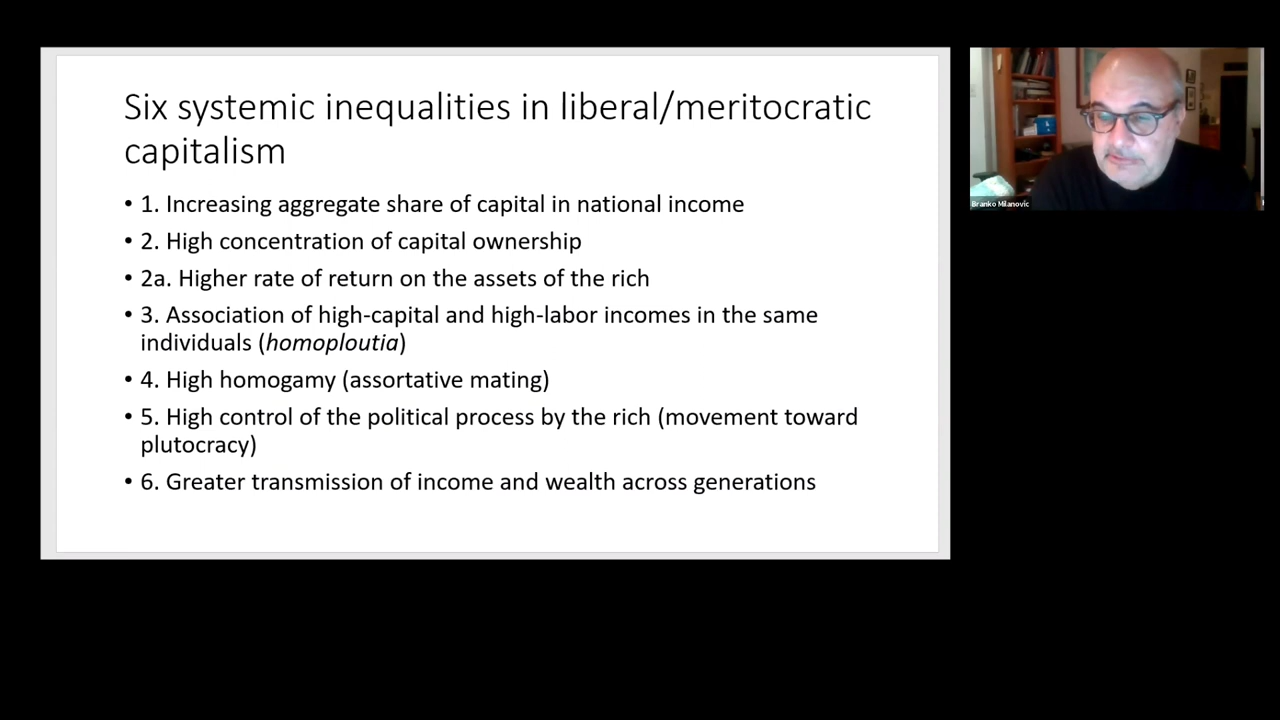 Six systemic inequalities in liberal/meritocratic
capitalism
• 1. Increasing aggregate share of capital in national income
• 2. High concentration of capital ownership
• 2a. Higher rate of return on the assets of the rich
• 3. Association of high-capital and high-labor incomes in the same
individuals (homoploutia)
• 4. High homogamy (assortative mating)
• 5. High control of the political process by the rich (movement toward
plutocracy)
• 6. Greater transmission of income and wealth across generations
Branko Milanovic